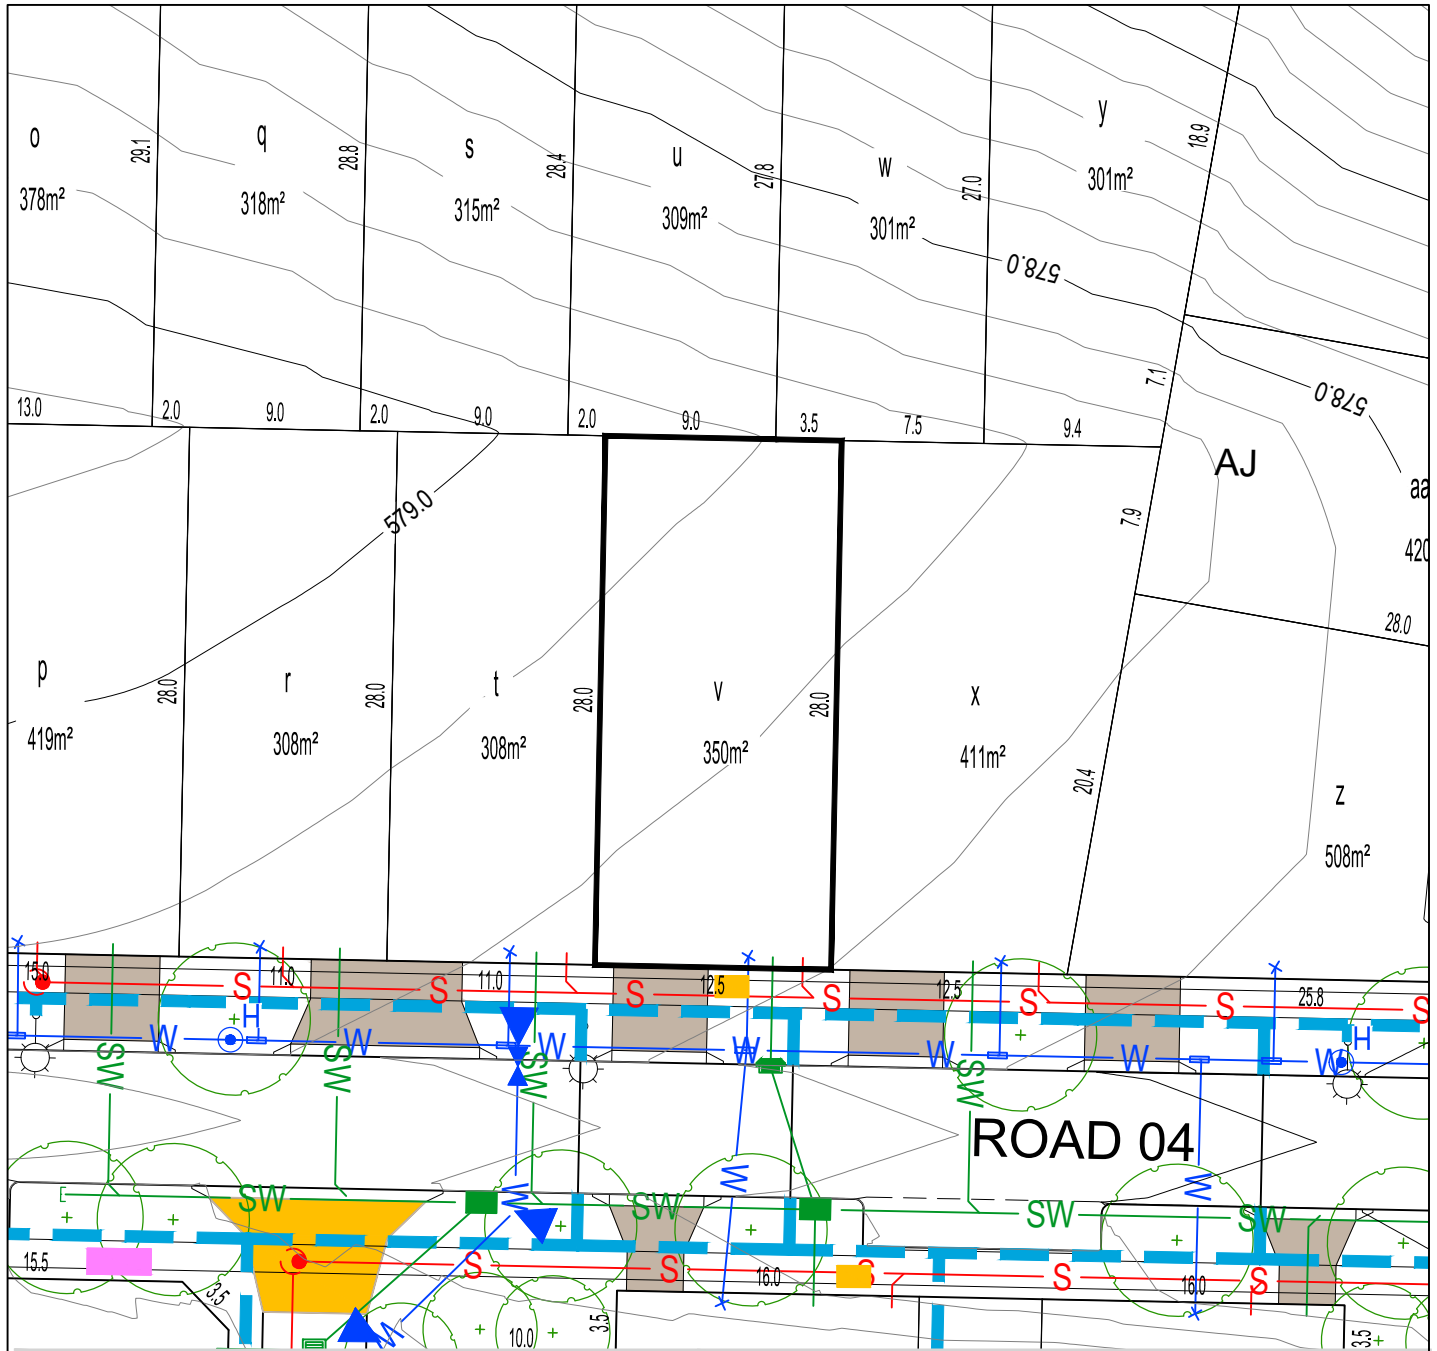 o
378m²
29.1
q
318m²
28.8
s
315m²
28.4
u
309m²
27.8
w
301m²
27.0
y
301m²
18.9
578.0
578.0
7.1
13.0
2.0
9.0
2.0
9.0
2.0
9.0
3.5
7.5
9.4
AJ
aa
420
7.9
28.0
579.0
p
419m²
28.0
r
308m²
28.0
t
308m²
28.0
v
350m²
28.0
x
411m²
20.4
z
508m²
15.0
S
11.0
S
11.0
S
12.5
S
12.5
S
S
25.8
S
H
H
W
W
W
W
W
W
W
SW
SW
SW
SW
ROAD 04
W
W
W
SW
SW
SW
SW
15.5
S
S
16.0
S
S
16.0
S
3.5
W
10.0
3.5
3.5